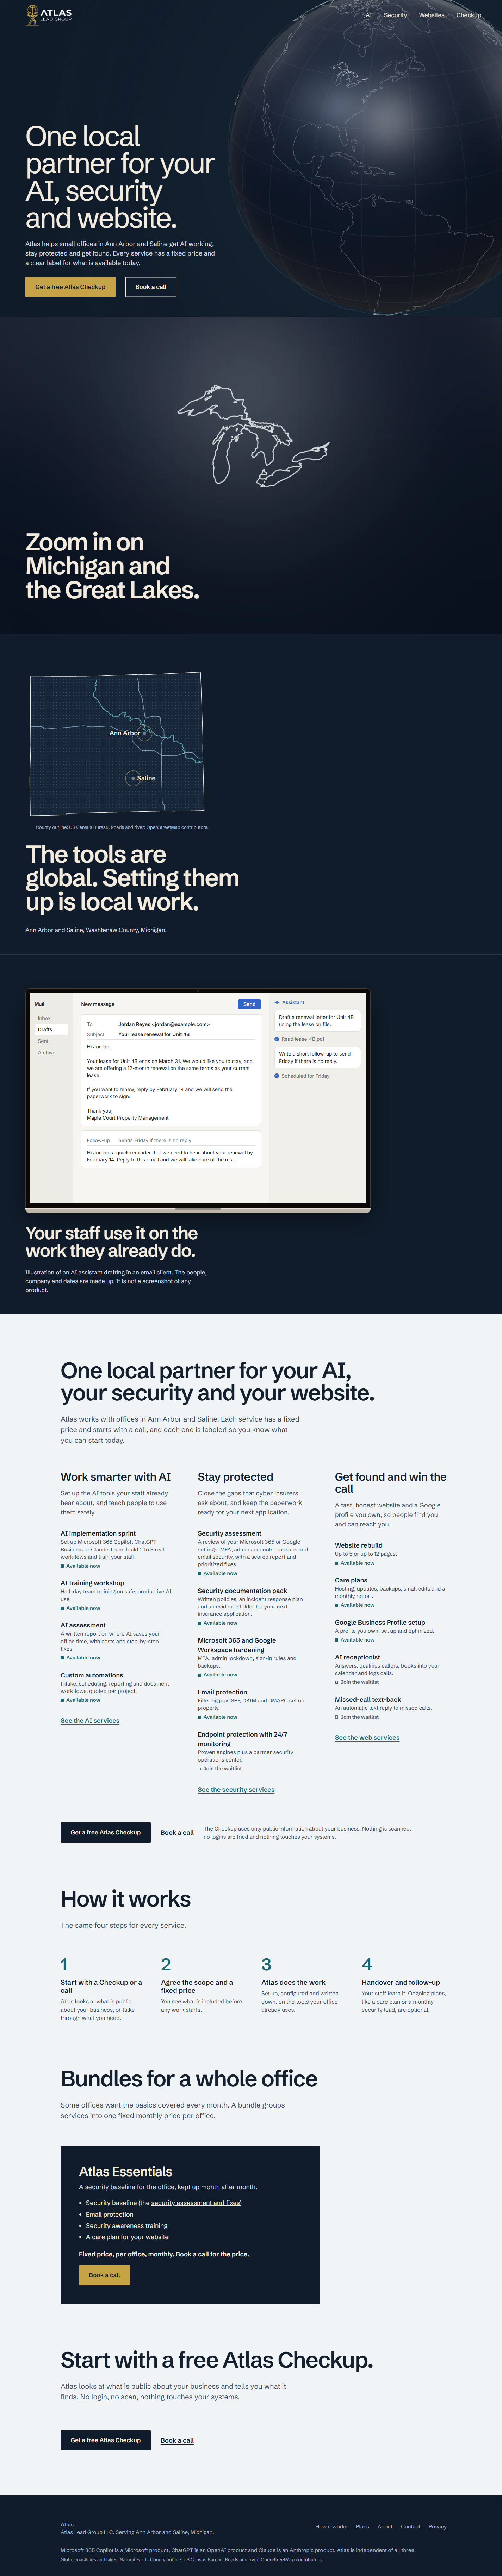 ATLAS
LEAD GROUP
AI
Security
Websites
Checkup
One local
partner for your
AI, security
and website.
Atlas helps small offices in Ann Arbor and Saline get AI working,
stay protected and get found. Every service has a fixed price and
a clear label for what is available today.
Get a free Atlas Checkup
Book a call
Zoom in on
Michigan and
the Great Lakes.
Ann Arbor
Saline
County outline: US Census Bureau. Roads and river: OpenStreetMap contributors.
The tools are
global. Setting them
up is local work.
Ann Arbor and Saline, Washtenaw County, Michigan.
Mail
Inbox
Drafts
Sent
Archive
New message
Send
To Jordan Reyes <jordan@example.com>
Subject Your lease renewal for Unit 4B
Hi Jordan,
Your lease for Unit 4B ends on March 31. We would like you to stay, and
we are offering a 12-month renewal on the same terms as your current
lease.
If you want to renew, reply by February 14 and we will send the
paperwork to sign.
Thank you,
Maple Court Property Management
Follow-up Sends Friday if there is no reply
Hi Jordan, a quick reminder that we need to hear about your renewal by
February 14. Reply to this email and we will take care of the rest.
Assistant
Draft a renewal letter for Unit 4B
using the lease on file.
Read lease_4B.pdf
Write a short follow-up to send
Friday if there is no reply.
Scheduled for Friday
Your staff use it on the
work they already do.
Illustration of an AI assistant drafting in an email client. The people,
company and dates are made up. It is not a screenshot of any
product.
One local partner for your AI,
your security and your website.
Atlas works with offices in Ann Arbor and Saline. Each service has a fixed
price and starts with a call, and each one is labeled so you know what
you can start today.
Work smarter with AI
Set up the AI tools your staff already
hear about, and teach people to use
them safely.
AI implementation sprint
Set up Microsoft 365 Copilot, ChatGPT
Business or Claude Team, build 2 to 3 real
workflows and train your staff.
Available now
AI training workshop
Half-day team training on safe, productive AI
use.
Available now
AI assessment
A written report on where AI saves your
office time, with costs and step-by-step
fixes.
Available now
Custom automations
Intake, scheduling, reporting and document
workflows, quoted per project.
Available now
See the AI services
Stay protected
Close the gaps that cyber insurers
ask about, and keep the paperwork
ready for your next application.
Security assessment
A review of your Microsoft 365 or Google
settings, MFA, admin accounts, backups and
email security, with a scored report and
prioritized fixes.
Available now
Security documentation pack
Written policies, an incident response plan
and an evidence folder for your next
insurance application.
Available now
Microsoft 365 and Google
Workspace hardening
MFA, admin lockdown, sign-in rules and
backups.
Available now
Email protection
Filtering plus SPF, DKIM and DMARC set up
properly.
Available now
Endpoint protection with 24/7
monitoring
Proven engines plus a partner security
operations center.
Join the waitlist
See the security services
Get found and win the
call
A fast, honest website and a Google
profile you own, so people find you
and can reach you.
Website rebuild
Up to 5 or up to 12 pages.
Available now
Care plans
Hosting, updates, backups, small edits and a
monthly report.
Available now
Google Business Profile setup
A profile you own, set up and optimized.
Available now
AI receptionist
Answers, qualifies callers, books into your
calendar and logs calls.
Join the waitlist
Missed-call text-back
An automatic text reply to missed calls.
Join the waitlist
See the web services
Get a free Atlas Checkup
Book a call
The Checkup uses only public information about your business. Nothing is scanned,
no logins are tried and nothing touches your systems.
How it works
The same four steps for every service.
1
Start with a Checkup or a
call
Atlas looks at what is public
about your business, or talks
through what you need.
2
Agree the scope and a
fixed price
You see what is included before
any work starts.
3
Atlas does the work
Set up, configured and written
down, on the tools your office
already uses.
4
Handover and follow-up
Your staff learn it. Ongoing plans,
like a care plan or a monthly
security lead, are optional.
Bundles for a whole office
Some offices want the basics covered every month. A bundle groups
services into one fixed monthly price per office.
Atlas Essentials
A security baseline for the office, kept up month after month.
• Security baseline (the security assessment and fixes)
• Email protection
• Security awareness training
• A care plan for your website
Fixed price, per office, monthly. Book a call for the price.
Book a call
Start with a free Atlas Checkup.
Atlas looks at what is public about your business and tells you what it
finds. No login, no scan, nothing touches your systems.
Get a free Atlas Checkup
Book a call
Atlas
Atlas Lead Group LLC. Serving Ann Arbor and Saline, Michigan.
How it works
Plans
About
Contact
Privacy
Microsoft 365 Copilot is a Microsoft product, ChatGPT is an OpenAI product and Claude is an Anthropic product. Atlas is independent of all three.
Globe coastlines and lakes: Natural Earth. County outline: US Census Bureau. Roads and river: OpenStreetMap contributors.